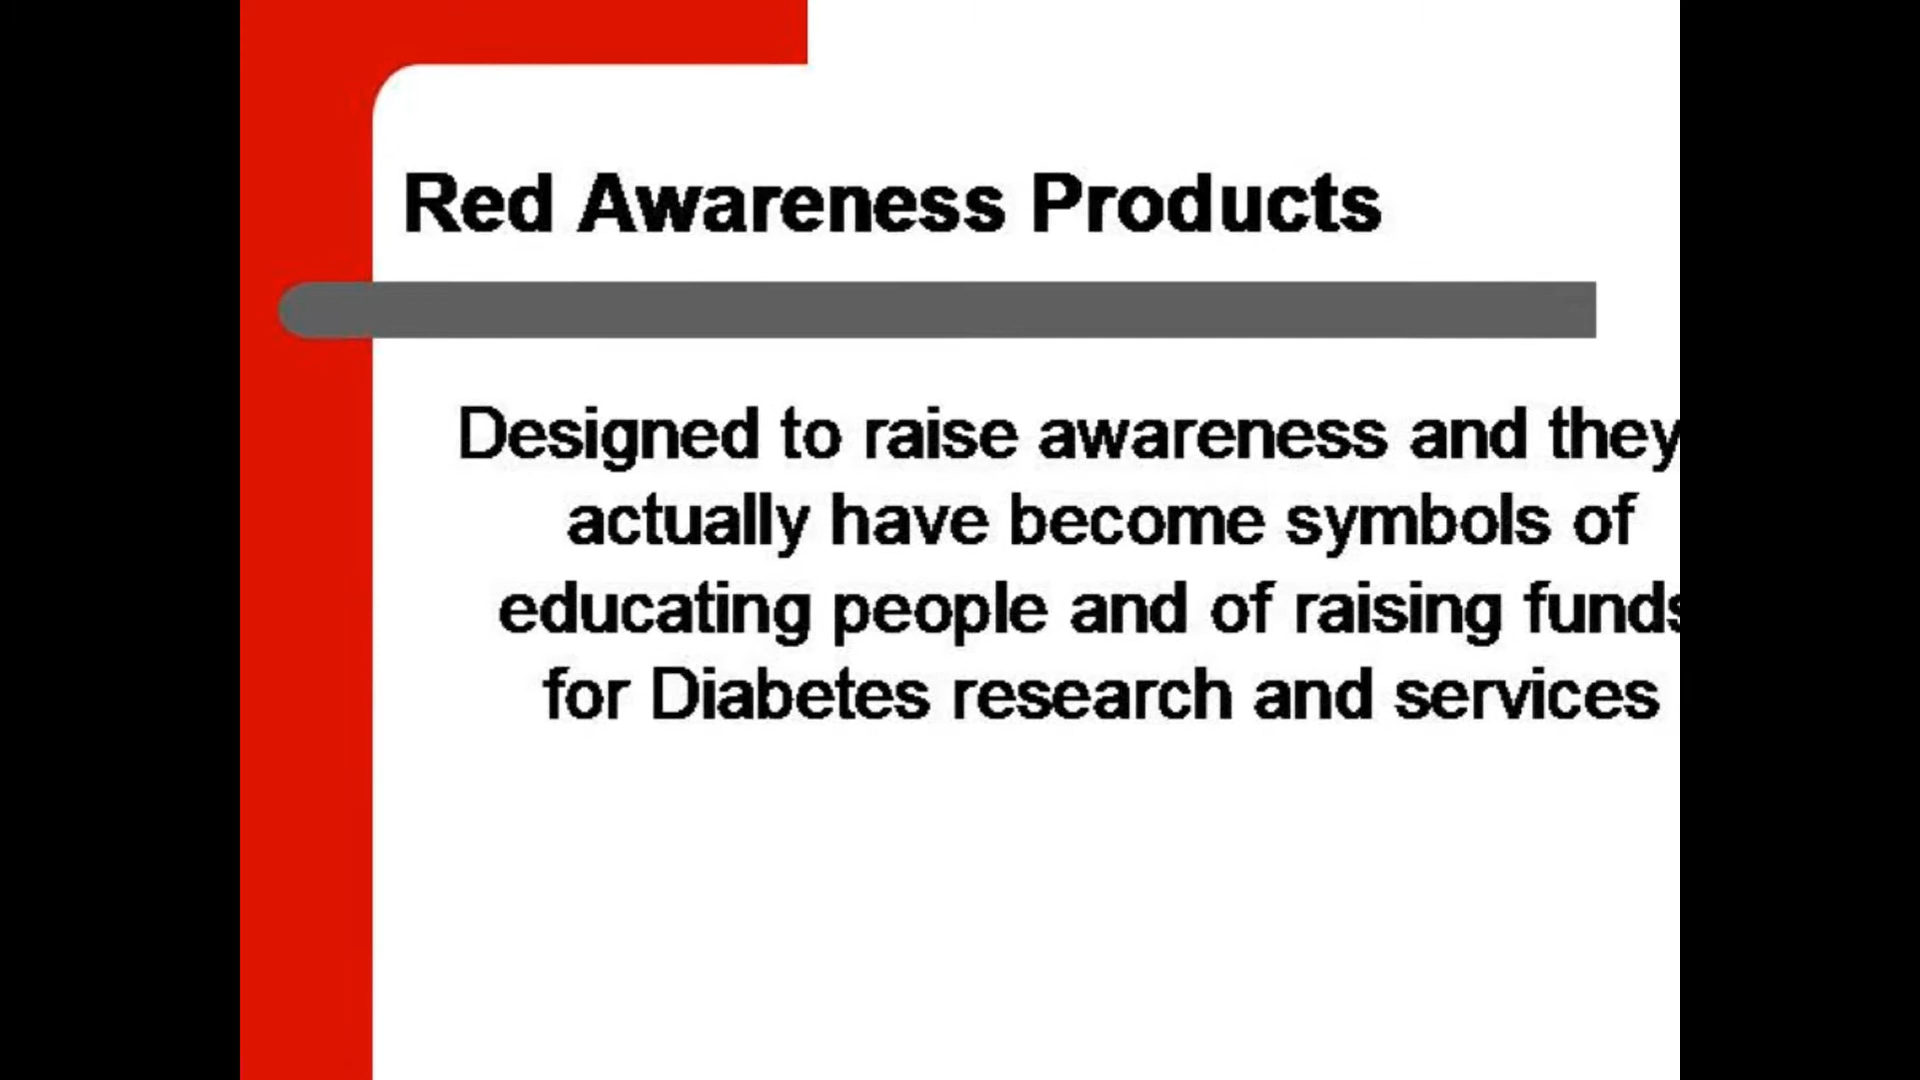 Red Awareness Products
Designed to raise awareness and they
actually have become symbols of
educating people and of raising funds
for Diabetes research and services